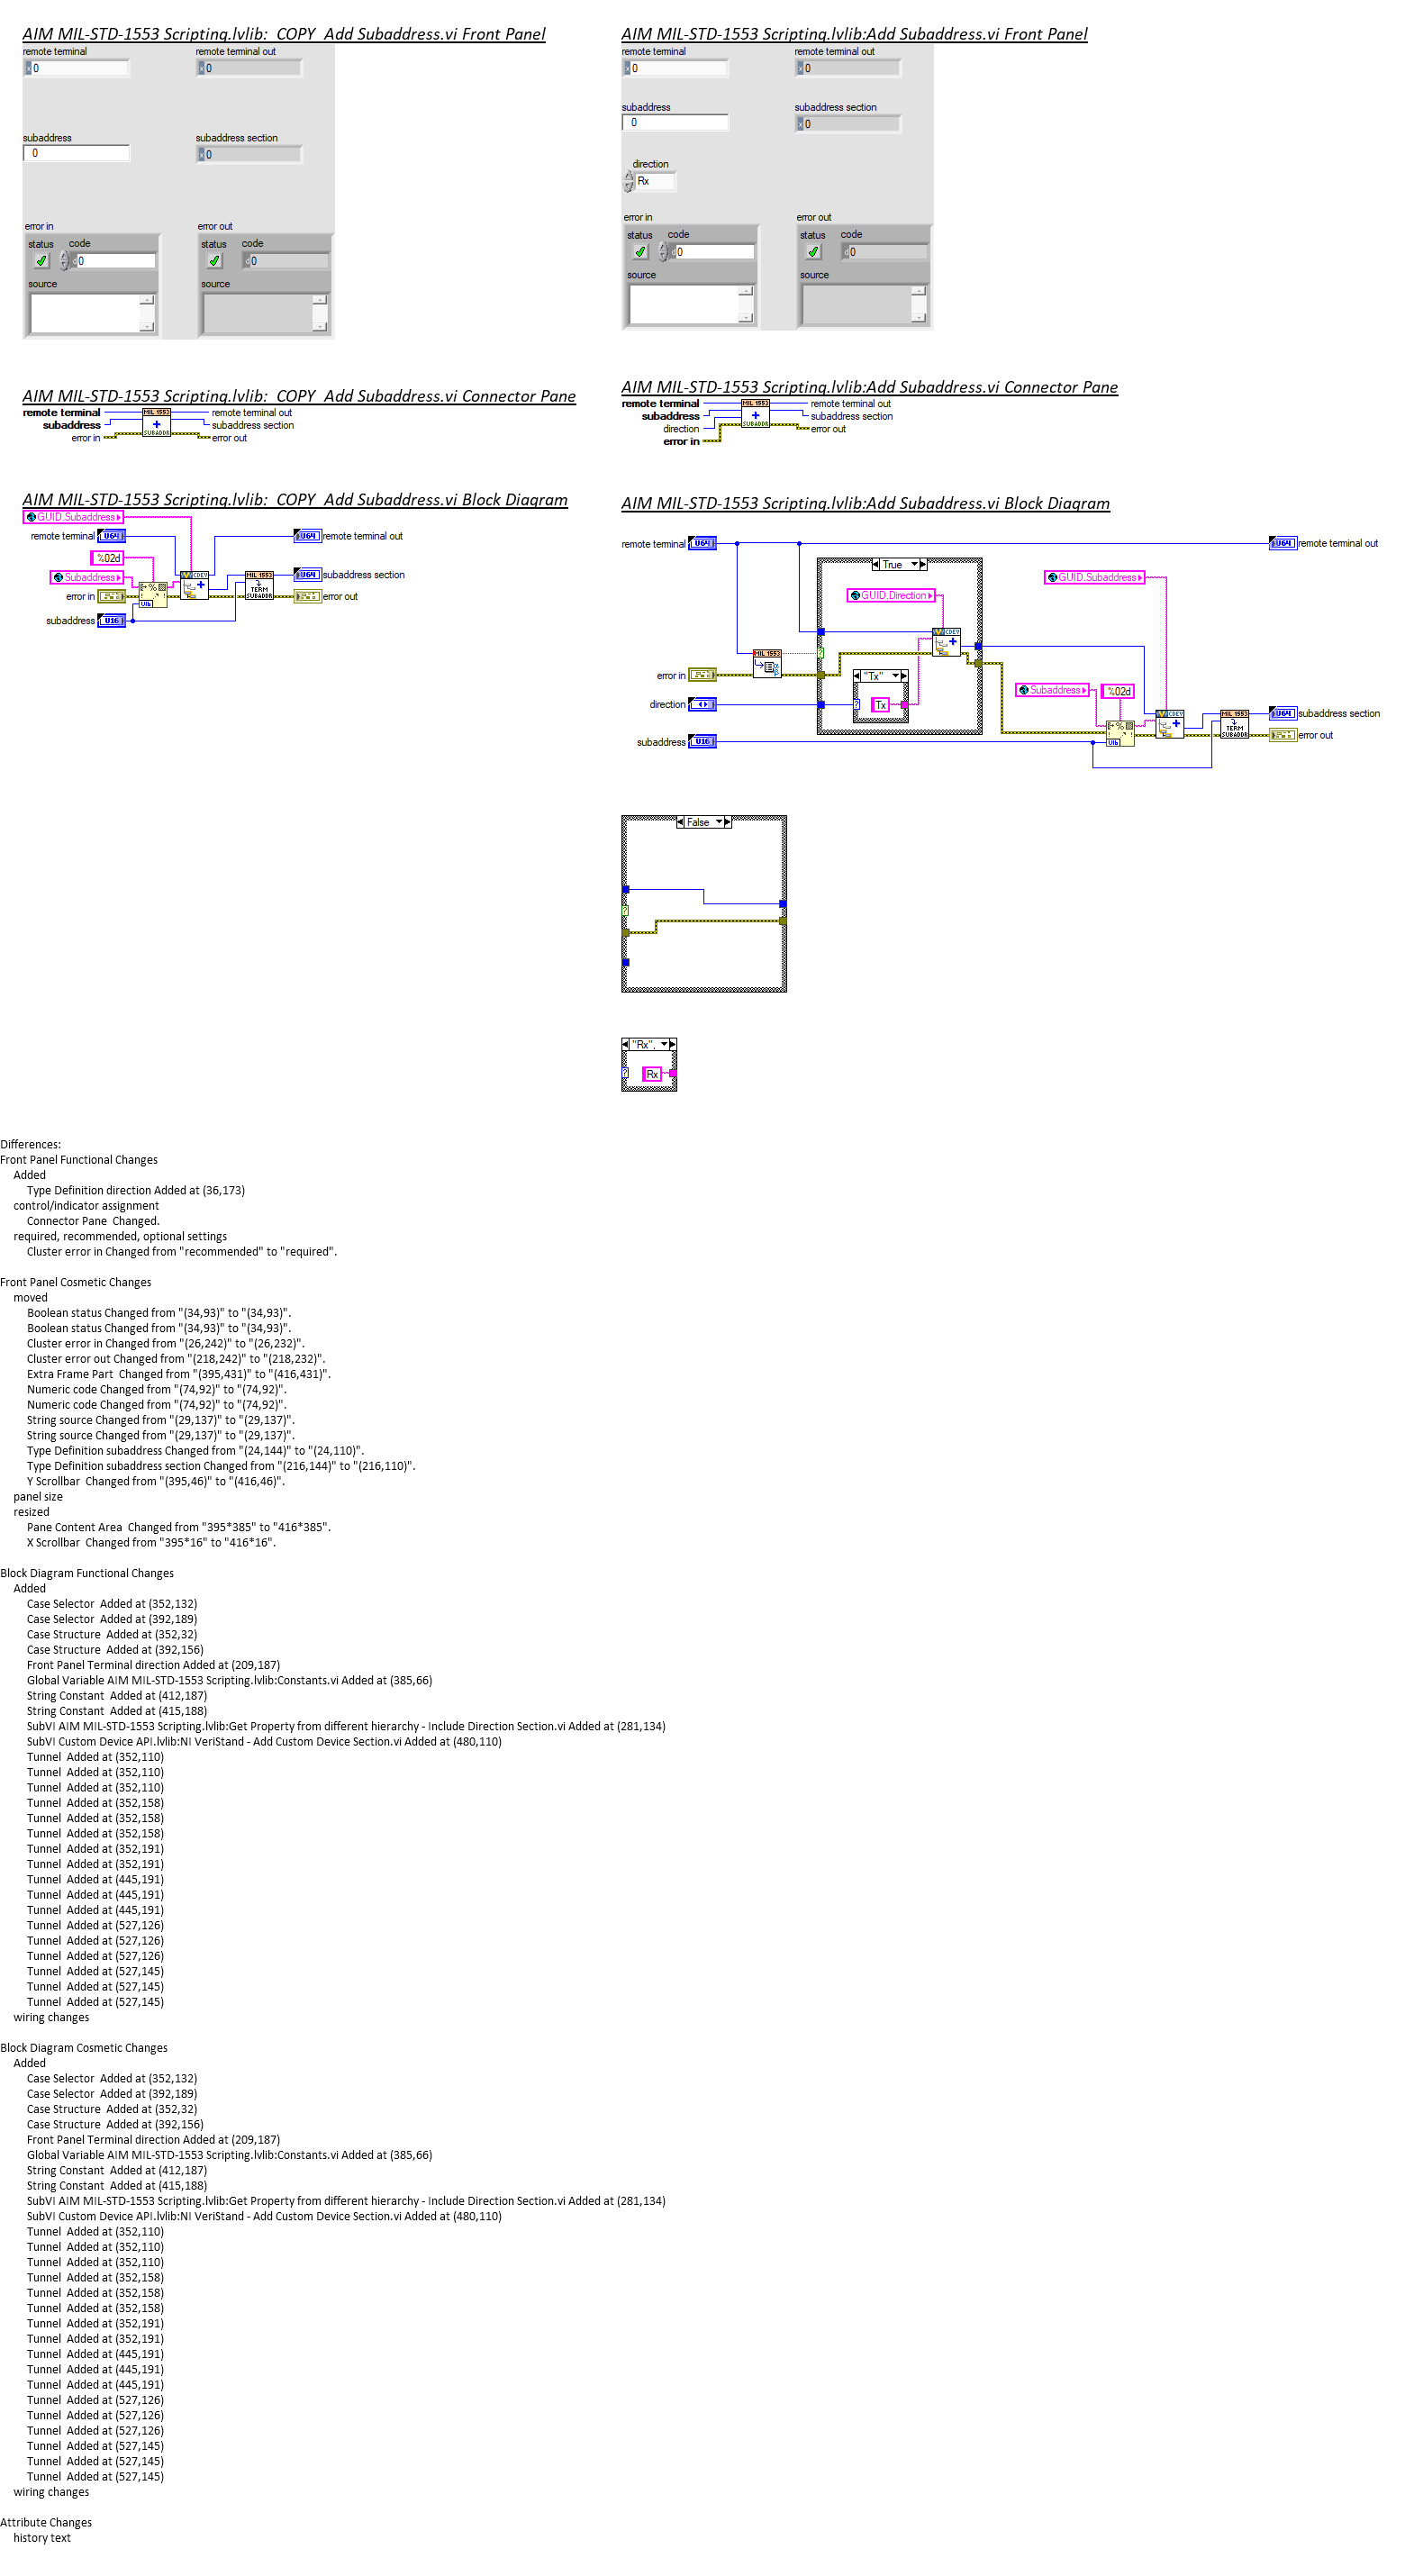 AIM MIL-STD-1553 Scripting.lvlib:  COPY  Add Subaddress.vi Front Panel
remote terminal
remote terminal out
x 0
x 0
subaddress
subaddress section
0
x 0
error in
error out
status
code
status
code
d 0
d 0
source
source
AIM MIL-STD-1553 Scripting.lvlib:Add Subaddress.vi Front Panel
remote terminal
remote terminal out
x 0
x 0
subaddress
subaddress section
0
x 0
direction
Rx
error in
error out
status
code
status
code
d 0
d 0
source
source
AIM MIL-STD-1553 Scripting.lvlib:  COPY  Add Subaddress.vi Connector Pane
remote terminal
MIL 1553
remote terminal out
subaddress
subaddress section
error in
SUBADDR
error out
AIM MIL-STD-1553 Scripting.lvlib:Add Subaddress.vi Connector Pane
remote terminal
MIL 1553
remote terminal out
subaddress
subaddress section
direction
SUBADDR
error out
error in
AIM MIL-STD-1553 Scripting.lvlib:  COPY  Add Subaddress.vi Block Diagram
GUID.Subaddress
remote terminal
U64
U64
remote terminal out
%02d
Subaddress
CDEV
MIL 1553
TERM
SUBADDR
U64
subaddress section
error in
error out
subaddress
U16
AIM MIL-STD-1553 Scripting.lvlib:Add Subaddress.vi Block Diagram
remote terminal
U64
U64
remote terminal out
True
GUID.Subaddress
GUID.Direction
CDEV
MIL 1553
error in
"Tx"
Subaddress
%02d
direction
Tx
CDEV
MIL 1553
TERM
SUBADDR
U64
subaddress section
subaddress
U16
error out
False
"Rx",
Rx
Differences:
Front Panel Functional Changes
Added
Type Definition direction Added at (36,173)
control/indicator assignment
Connector Pane  Changed.
required, recommended, optional settings
Cluster error in Changed from "recommended" to "required".
Front Panel Cosmetic Changes
moved
Boolean status Changed from "(34,93)" to "(34,93)".
Boolean status Changed from "(34,93)" to "(34,93)".
Cluster error in Changed from "(26,242)" to "(26,232)".
Cluster error out Changed from "(218,242)" to "(218,232)".
Extra Frame Part  Changed from "(395,431)" to "(416,431)".
Numeric code Changed from "(74,92)" to "(74,92)".
Numeric code Changed from "(74,92)" to "(74,92)".
String source Changed from "(29,137)" to "(29,137)".
String source Changed from "(29,137)" to "(29,137)".
Type Definition subaddress Changed from "(24,144)" to "(24,110)".
Type Definition subaddress section Changed from "(216,144)" to "(216,110)".
Y Scrollbar  Changed from "(395,46)" to "(416,46)".
panel size
resized
Pane Content Area  Changed from "395*385" to "416*385".
X Scrollbar  Changed from "395*16" to "416*16".
Block Diagram Functional Changes
Added
Case Selector  Added at (352,132)
Case Selector  Added at (392,189)
Case Structure  Added at (352,32)
Case Structure  Added at (392,156)
Front Panel Terminal direction Added at (209,187)
Global Variable AIM MIL-STD-1553 Scripting.lvlib:Constants.vi Added at (385,66)
String Constant  Added at (412,187)
String Constant  Added at (415,188)
SubVI AIM MIL-STD-1553 Scripting.lvlib:Get Property from different hierarchy - Include Direction Section.vi Added at (281,134)
SubVI Custom Device API.lvlib:NI VeriStand - Add Custom Device Section.vi Added at (480,110)
Tunnel  Added at (352,110)
Tunnel  Added at (352,110)
Tunnel  Added at (352,110)
Tunnel  Added at (352,158)
Tunnel  Added at (352,158)
Tunnel  Added at (352,158)
Tunnel  Added at (352,191)
Tunnel  Added at (352,191)
Tunnel  Added at (445,191)
Tunnel  Added at (445,191)
Tunnel  Added at (445,191)
Tunnel  Added at (527,126)
Tunnel  Added at (527,126)
Tunnel  Added at (527,126)
Tunnel  Added at (527,145)
Tunnel  Added at (527,145)
Tunnel  Added at (527,145)
wiring changes
Block Diagram Cosmetic Changes
Added
Case Selector  Added at (352,132)
Case Selector  Added at (392,189)
Case Structure  Added at (352,32)
Case Structure  Added at (392,156)
Front Panel Terminal direction Added at (209,187)
Global Variable AIM MIL-STD-1553 Scripting.lvlib:Constants.vi Added at (385,66)
String Constant  Added at (412,187)
String Constant  Added at (415,188)
SubVI AIM MIL-STD-1553 Scripting.lvlib:Get Property from different hierarchy - Include Direction Section.vi Added at (281,134)
SubVI Custom Device API.lvlib:NI VeriStand - Add Custom Device Section.vi Added at (480,110)
Tunnel  Added at (352,110)
Tunnel  Added at (352,110)
Tunnel  Added at (352,110)
Tunnel  Added at (352,158)
Tunnel  Added at (352,158)
Tunnel  Added at (352,158)
Tunnel  Added at (352,191)
Tunnel  Added at (352,191)
Tunnel  Added at (445,191)
Tunnel  Added at (445,191)
Tunnel  Added at (445,191)
Tunnel  Added at (527,126)
Tunnel  Added at (527,126)
Tunnel  Added at (527,126)
Tunnel  Added at (527,145)
Tunnel  Added at (527,145)
Tunnel  Added at (527,145)
wiring changes
Attribute Changes
history text